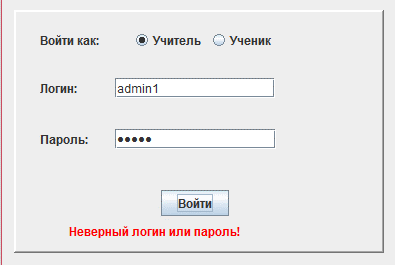 Войти как: Учитель Ученик
Логин: admin1
Пароль: •••••
Войти
Неверный логин или пароль!